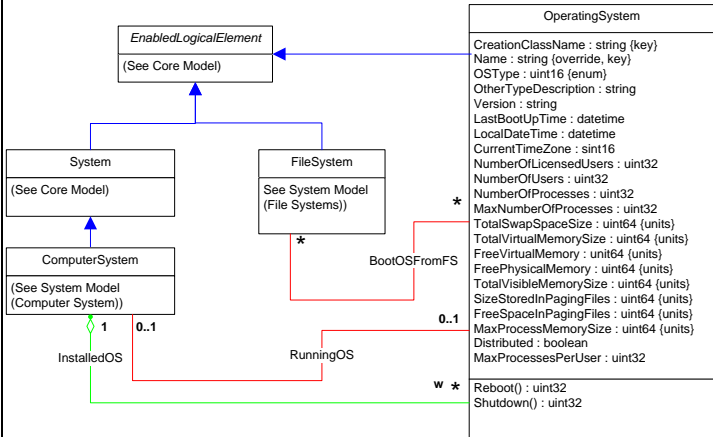 EnabledLogicalElement
(See Core Model)
System
(See Core Model)
FileSystem
See System Model
(File Systems))
*
ComputerSystem
(See System Model
(Computer System))
1
0..1
InstalledOS
RunningOS
BootOSFromFS
*
0..1
w *
OperatingSystem
CreationClassName : string {key}
Name : string {override, key}
OSType : uint16 {enum}
OtherTypeDescription : string
Version : string
LastBootUpTime : datetime
LocalDateTime : datetime
CurrentTimeZone : sint16
NumberOfLicensedUsers : uint32
NumberOfUsers : uint32
NumberOfProcesses : uint32
MaxNumberOfProcesses : uint32
TotalSwapSpaceSize : uint64 {units}
TotalVirtualMemorySize : uint64 {units}
FreeVirtualMemory : unit64 {units}
FreePhysicalMemory : uint64 {units}
TotalVisibleMemorySize : uint64 {units}
SizeStoredInPagingFiles : uint64 {units}
FreeSpaceInPagingFiles : uint64 {units}
MaxProcessMemorySize : uint64 {units}
Distributed : boolean
MaxProcessesPerUser : uint32
Reboot() : uint32
Shutdown() : uint32